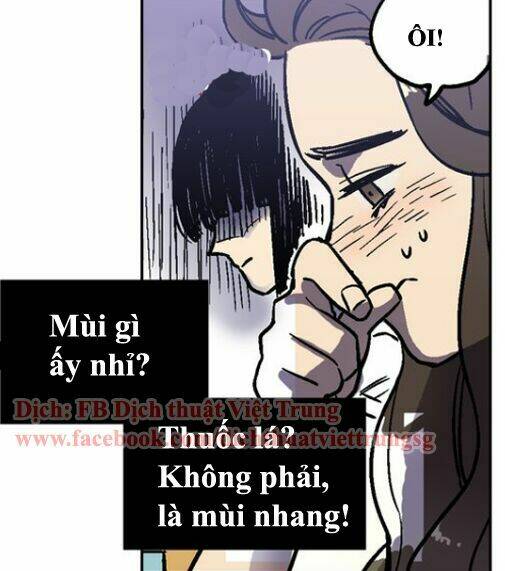 ÔI!
Mùi gì
ấy nhỉ?
Dịch: FB Dịch thuật Việt Trung
Thuốc lá?
Không phải,
là mùi nhang!